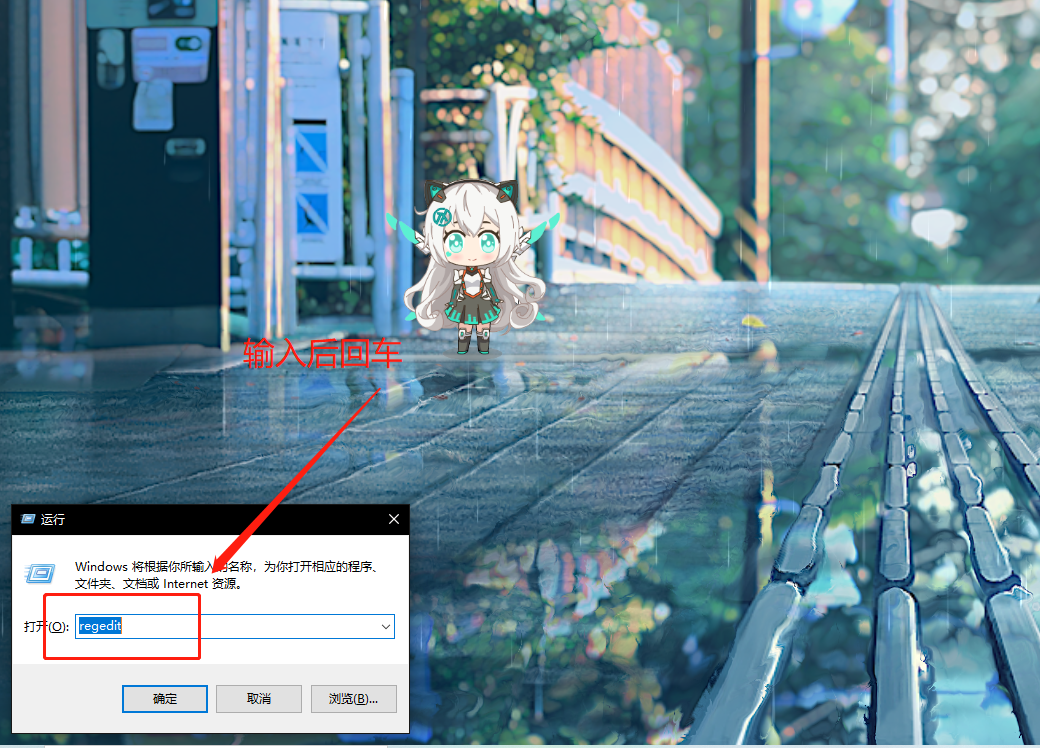 输入后回车
运行
Windows 将根据你所输入的名称，为你打开相应的程序、
文件夹、文档或 Internet 资源。
打开(O):
regedit
确定
取消
浏览(B)...